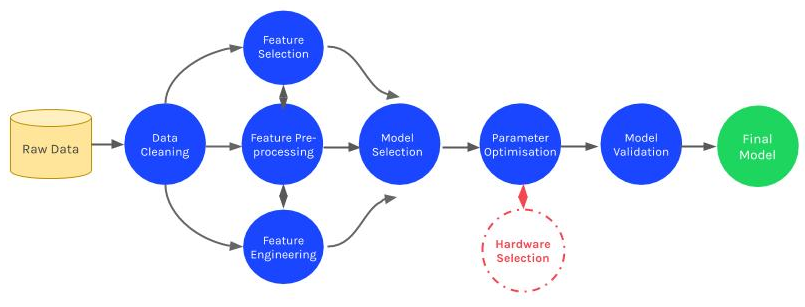 Raw Data
Data
Cleaning
Feature
Selection
Feature Pre-
processing
Feature
Engineering
Model
Selection
Parameter
Optimisation
Hardware
Selection
Model
Validation
Final
Model